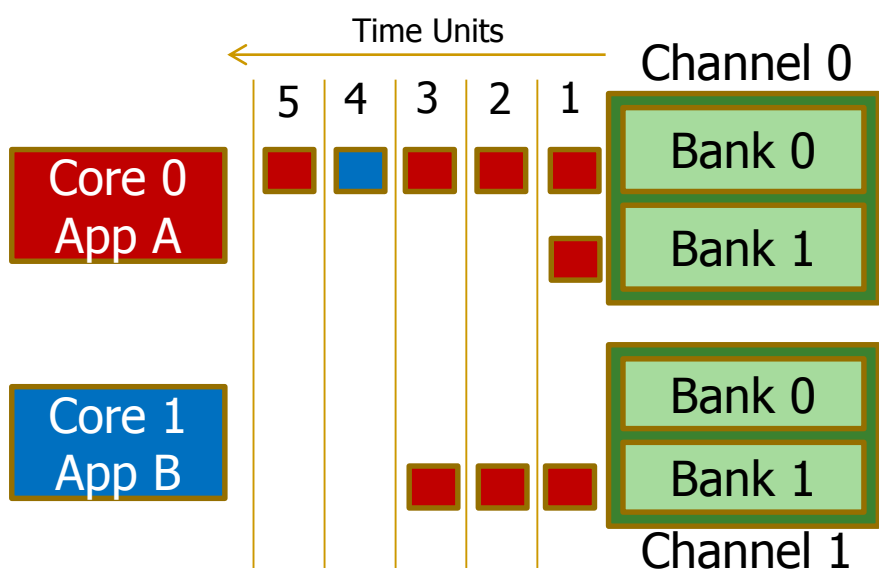 Time Units
Channel 0
5 4 3 2 1
Core 0
App A
Bank 0
Bank 1
Core 1
App B
Bank 0
Bank 1
Channel 1